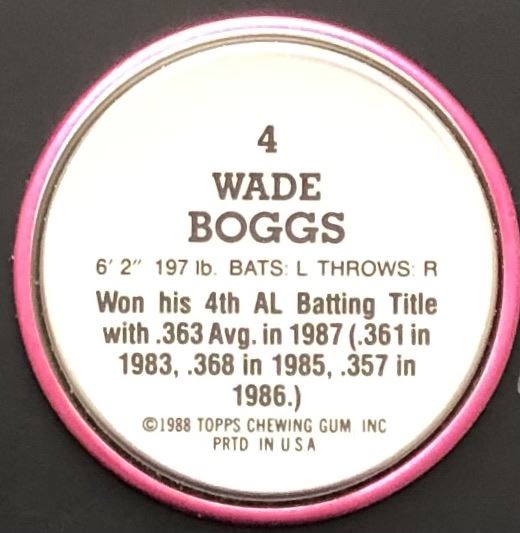 4
WADE
BOGGS
6' 2" 197 lb. BATS: L THROWS: R
Won his 4th AL Batting Title
with .363 Avg. in 1987 (.361 in
1983, .368 in 1985, .357 in
1986.)
©1988 TOPPS CHEWING GUM INC
PRTD IN U S A